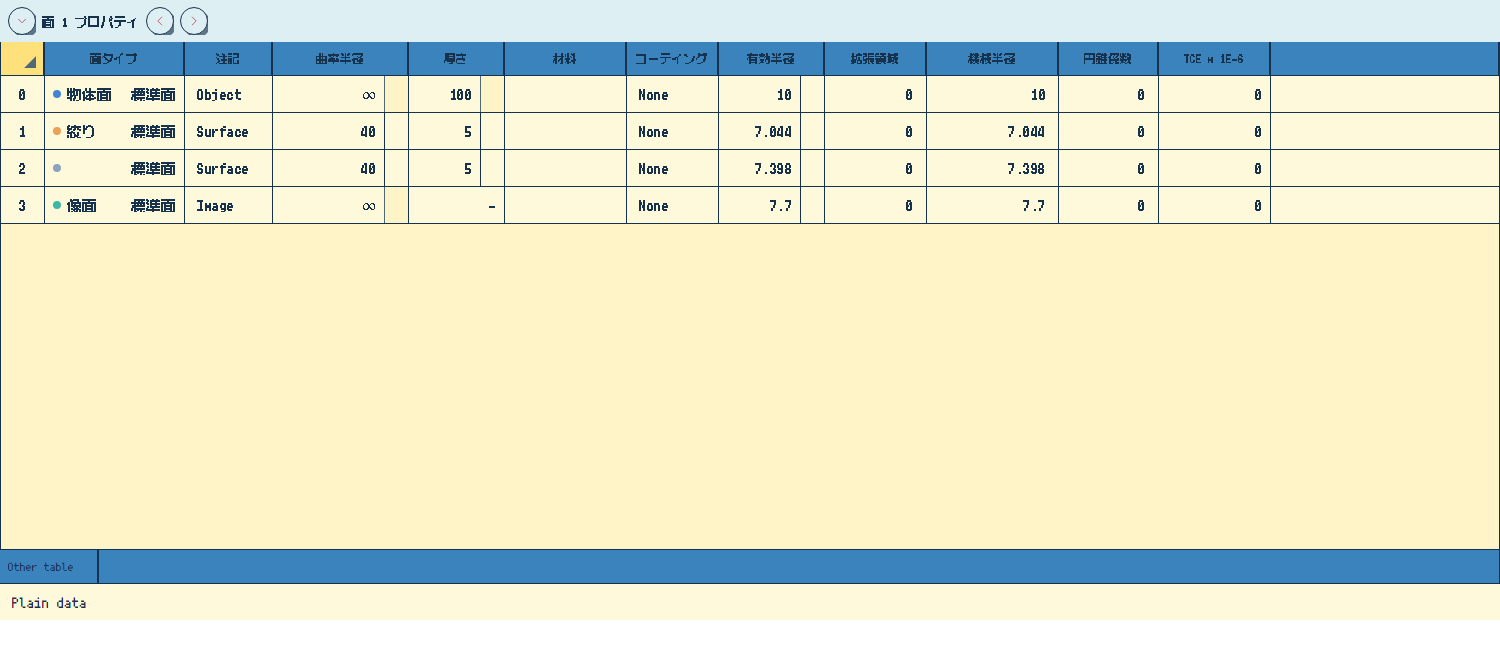 面 1 プロパティ
面タイプ 注記 曲率半径 厚さ 材料 コーティング 有効半径 拡張領域 機械半径 円錐係数 TCE x 1E-6
0 物体面 標準面 Object ∞ 100 None 10 0 10 0 0
1 絞り 標準面 Surface 40 5 None 7.044 0 7.044 0 0
2 標準面 Surface 40 5 None 7.398 0 7.398 0 0
3 像面 標準面 Image ∞ - None 7.7 0 7.7 0 0
Other table
Plain data